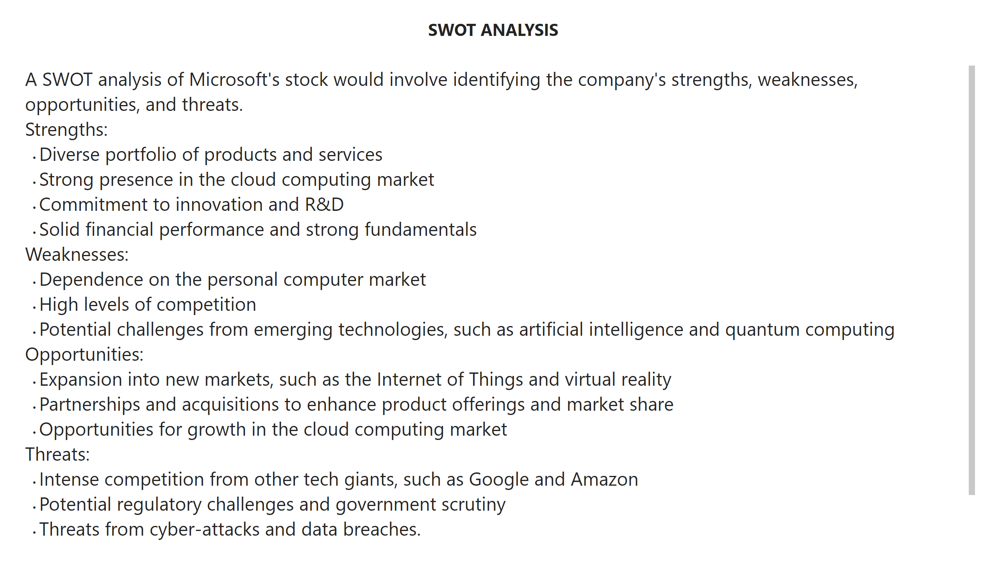 SWOT ANALYSIS
A SWOT analysis of Microsoft's stock would involve identifying the company's strengths, weaknesses,
opportunities, and threats.
Strengths:
• Diverse portfolio of products and services
• Strong presence in the cloud computing market
• Commitment to innovation and R&D
• Solid financial performance and strong fundamentals
Weaknesses:
• Dependence on the personal computer market
• High levels of competition
• Potential challenges from emerging technologies, such as artificial intelligence and quantum computing
Opportunities:
• Expansion into new markets, such as the Internet of Things and virtual reality
• Partnerships and acquisitions to enhance product offerings and market share
• Opportunities for growth in the cloud computing market
Threats:
• Intense competition from other tech giants, such as Google and Amazon
• Potential regulatory challenges and government scrutiny
• Threats from cyber-attacks and data breaches.